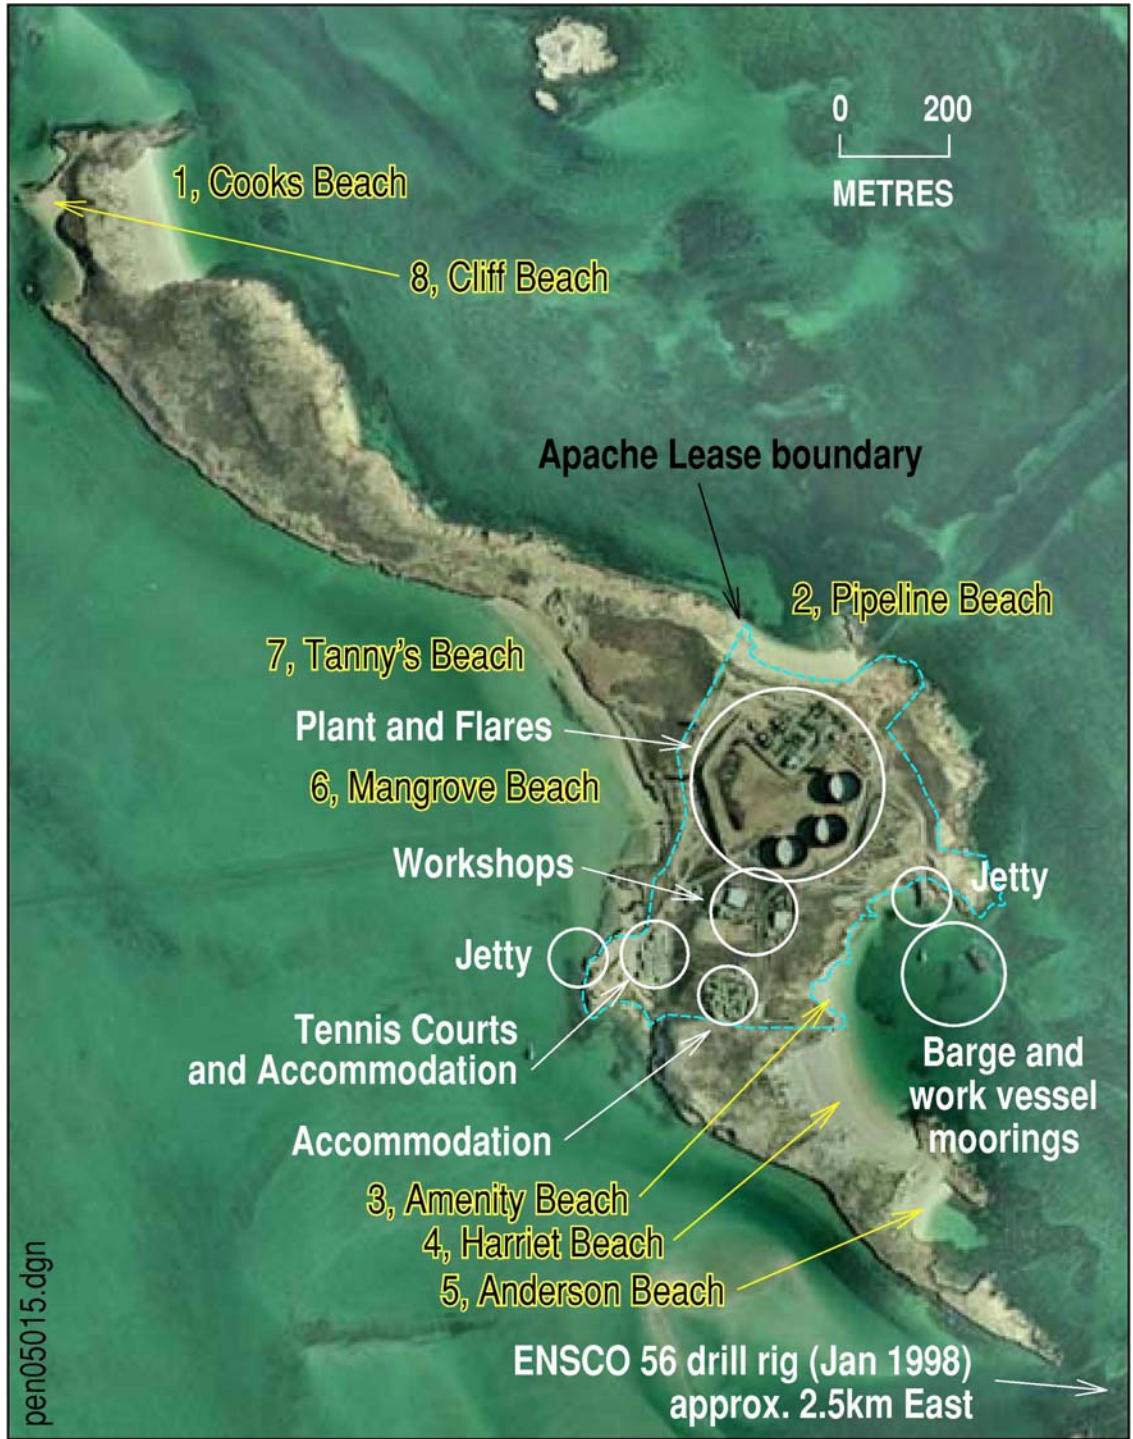 0 200
METRES
1, Cooks Beach
8, Cliff Beach
Apache Lease boundary
2, Pipeline Beach
7, Tanny's Beach
Plant and Flares
6, Mangrove Beach
Workshops
Jetty
Jetty
Tennis Courts
and Accommodation
Barge and
work vessel
moorings
Accommodation
3, Amenity Beach
4, Harriet Beach
5, Anderson Beach
ENSCO 56 drill rig (Jan 1998)
approx. 2.5km East
pen05015.dgn